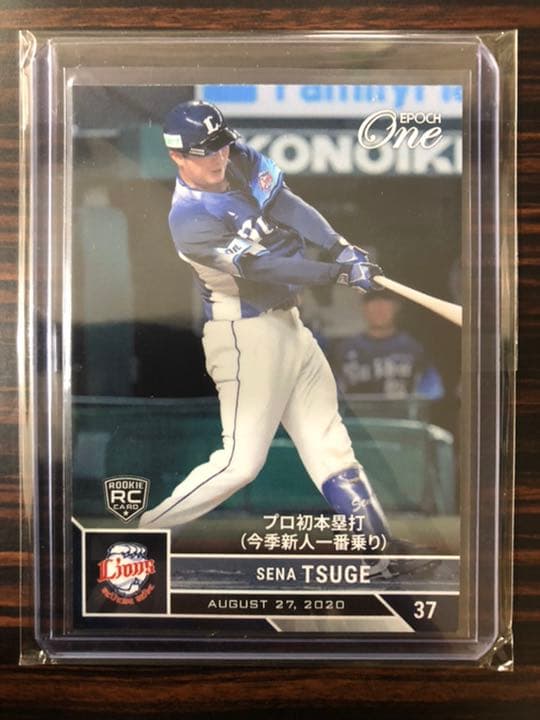 EPOCH
One
KONOIK
L
ROOKIE
RC
CARD
プロ初本塁打
(今季新人一番乗り)
Lions
SENA TSUGE
AUGUST 27, 2020
37